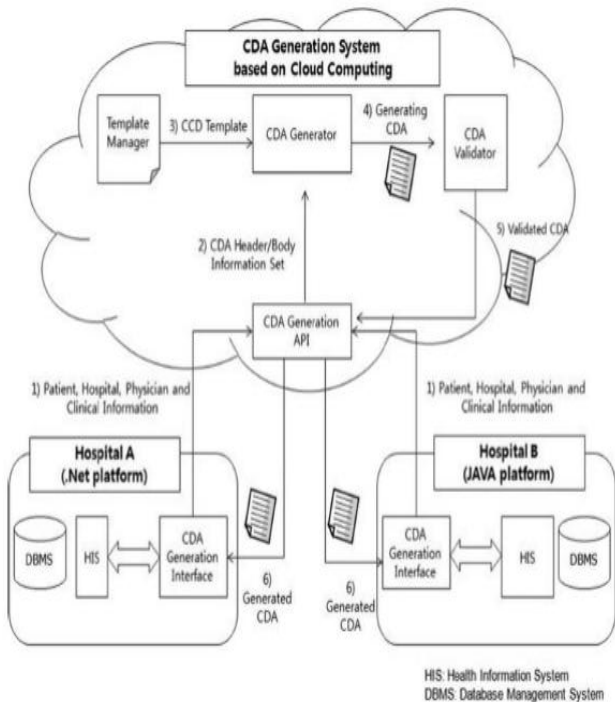 CDA Generation System
based on Cloud Computing
Template
Manager
3) CCD Template
CDA Generator
4) Generating
CDA
CDA
Validator
2) CDA Header/Body
Information Set
5) Validated CDA
CDA Generation
API
1) Patient, Hospital, Physician and
Clinical Information
1) Patient, Hospital, Physician and
Clinical Information
Hospital A
(.Net platform)
DBMS
HIS
CDA
Generation
Interface
6)
Generated
CDA
Hospital B
(JAVA platform)
6)
Generated
CDA
CDA
Generation
Interface
HIS
DBMS
HIS: Health Information System
DBMS: Database Management System